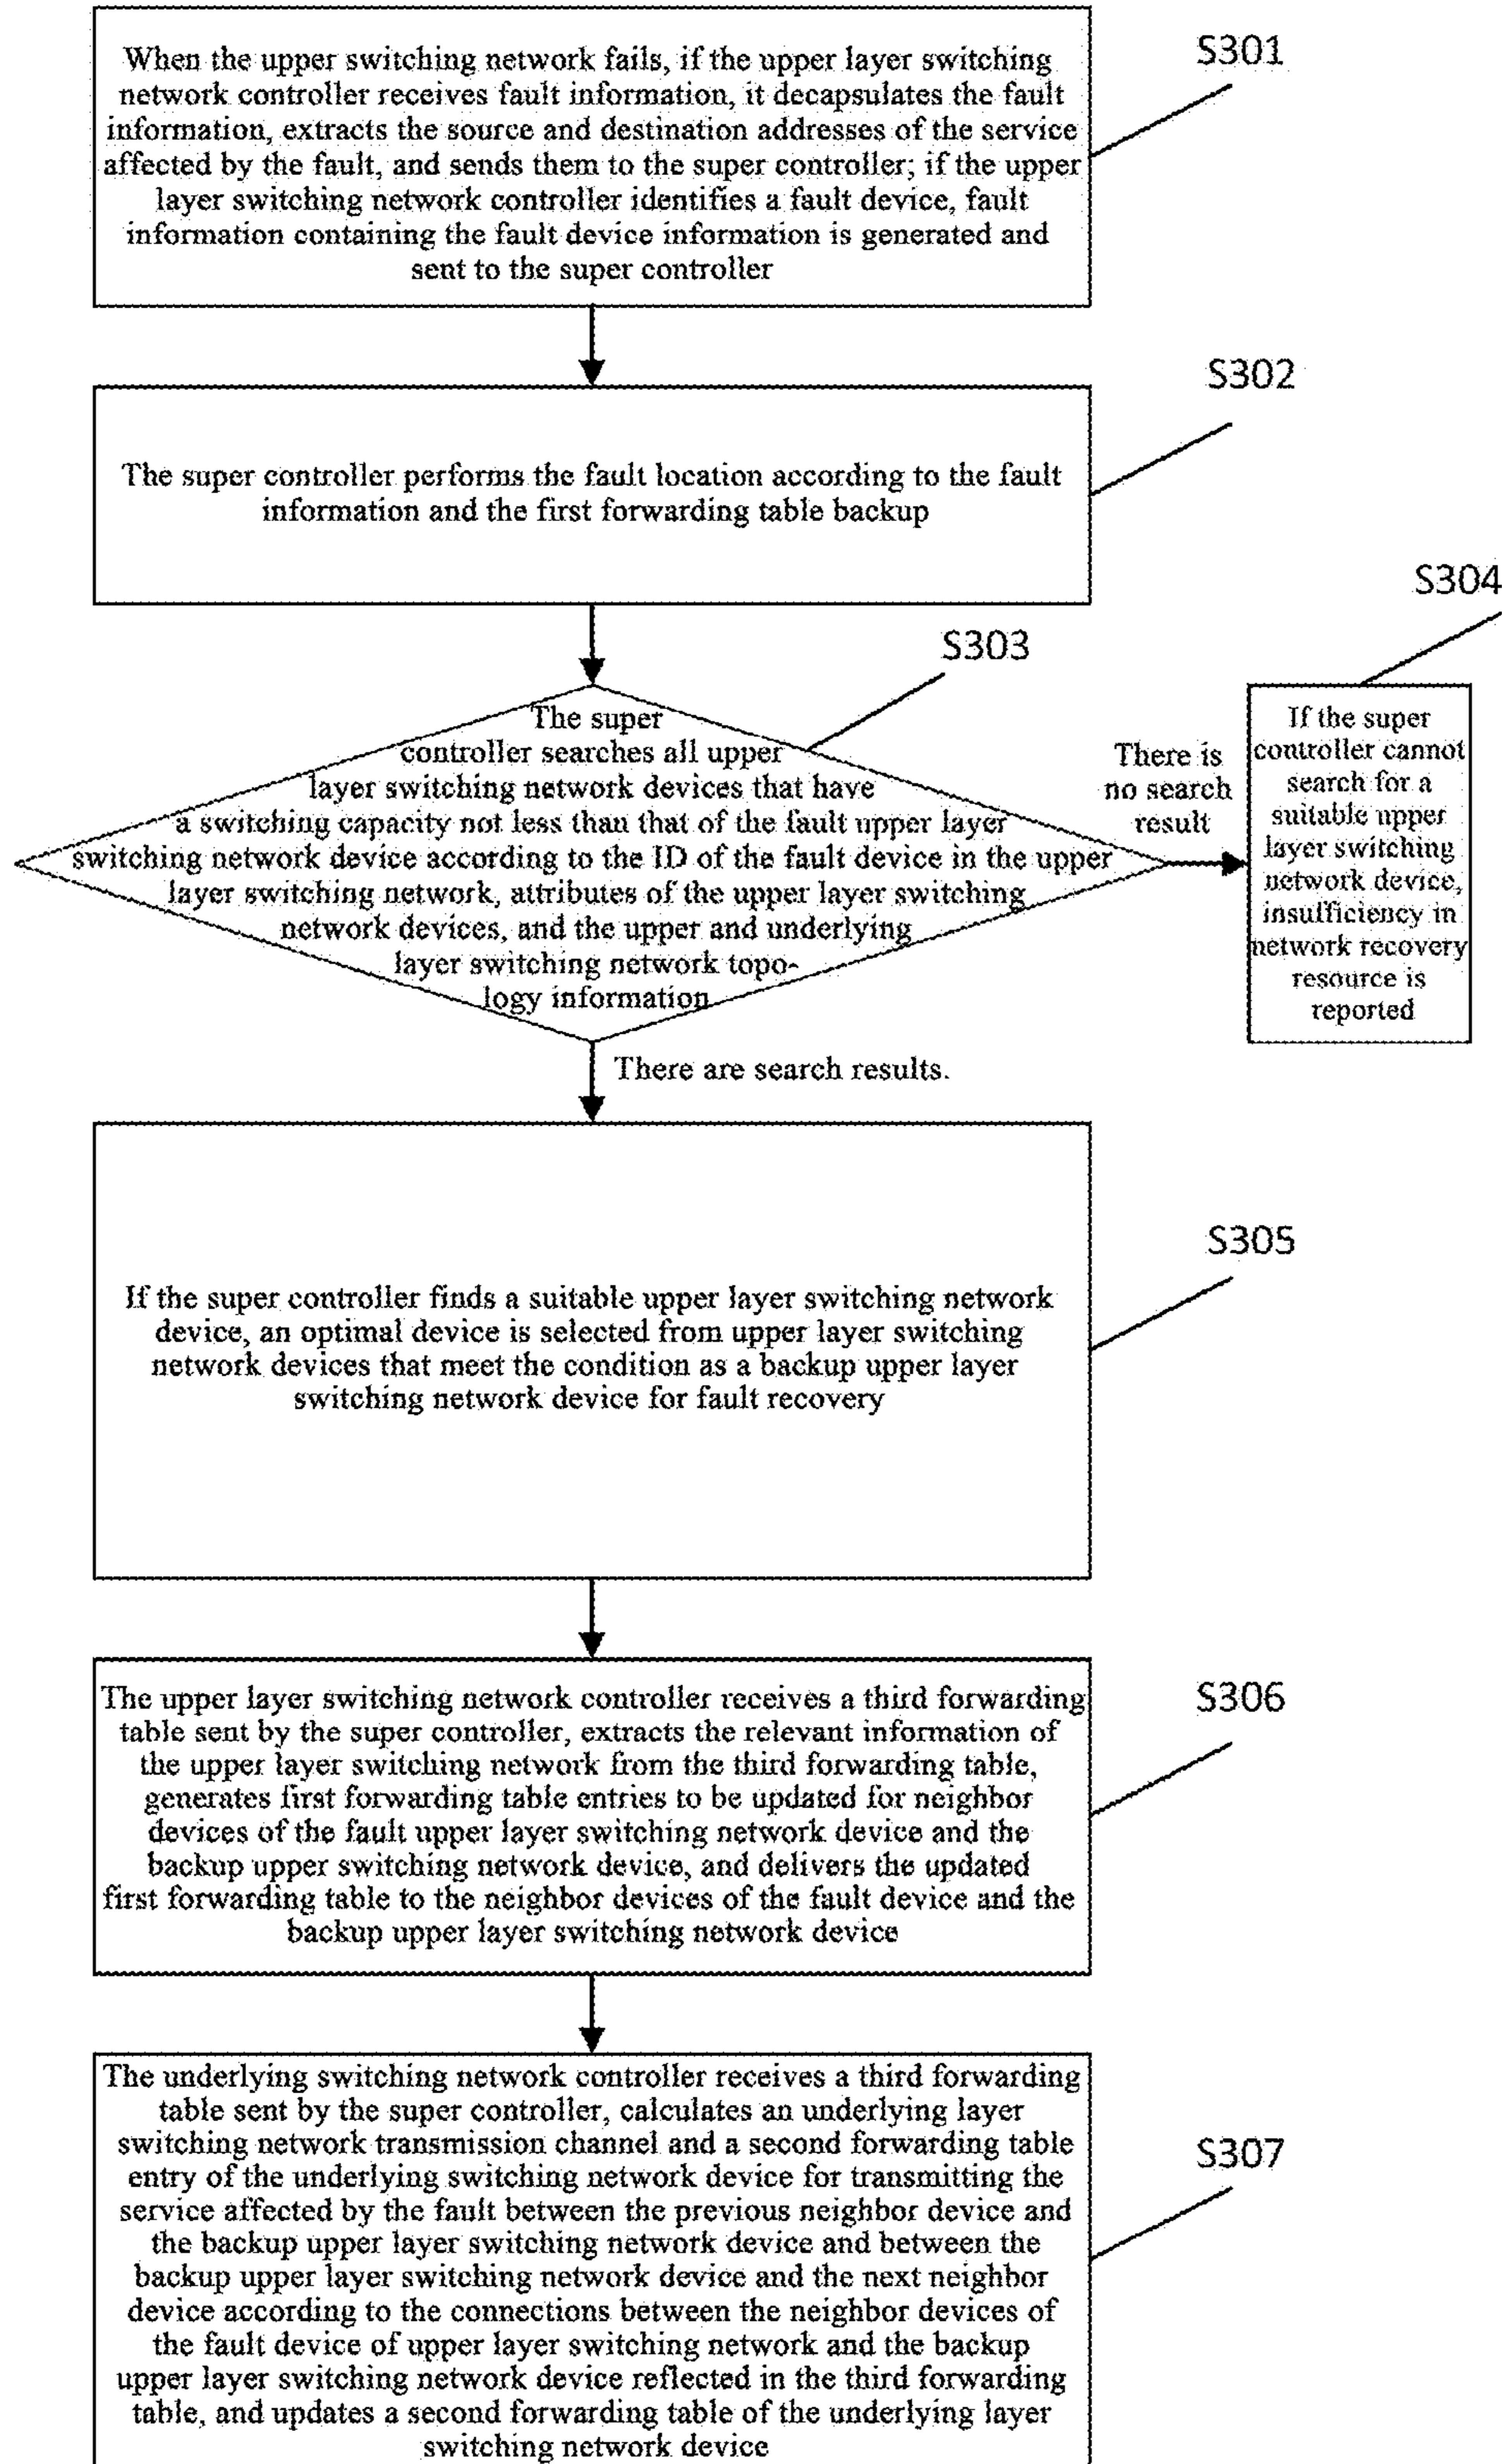 When the upper switching network fails, if the upper layer switching
network controller receives fault information, it decapsulates the fault
information, extracts the source and destination addresses of the service
affected by the fault, and sends them to the super controller; if the upper
layer switching network controller identifies a fault device, fault
information containing the fault device information is generated and
sent to the super controller
S301
The super controller performs the fault location according to the fault
information and the first forwarding table backup
S302
The super
controller searches all upper
layer switching network devices that have
a switching capacity not less than that of the fault upper layer
switching network device according to the ID of the fault device in the upper
layer switching network, attributes of the upper layer switching
network devices, and the upper and underlying
layer switching network topo-
logy information
S303
There is
no search
result
S304
If the super
controller cannot
search for a
suitable upper
layer switching
network device,
insufficiency in
network recovery
resource is
reported
There are search results.
If the super controller finds a suitable upper layer switching network
device, an optimal device is selected from upper layer switching
network devices that meet the condition as a backup upper layer
switching network device for fault recovery
S305
The upper layer switching network controller receives a third forwarding
table sent by the super controller, extracts the relevant information of
the upper layer switching network from the third forwarding table,
generates first forwarding table entries to be updated for neighbor
devices of the fault upper layer switching network device and the
backup upper switching network device, and delivers the updated
first forwarding table to the neighbor devices of the fault device and the
backup upper layer switching network device
S306
The underlying switching network controller receives a third forwarding
table sent by the super controller, calculates an underlying layer
switching network transmission channel and a second forwarding table
entry of the underlying switching network device for transmitting the
service affected by the fault between the previous neighbor device and
the backup upper layer switching network device and between the
backup upper layer switching network device and the next neighbor
device according to the connections between the neighbor devices of
the fault device of upper layer switching network and the backup
upper layer switching network device reflected in the third forwarding
table, and updates a second forwarding table of the underlying layer
switching network device
S307